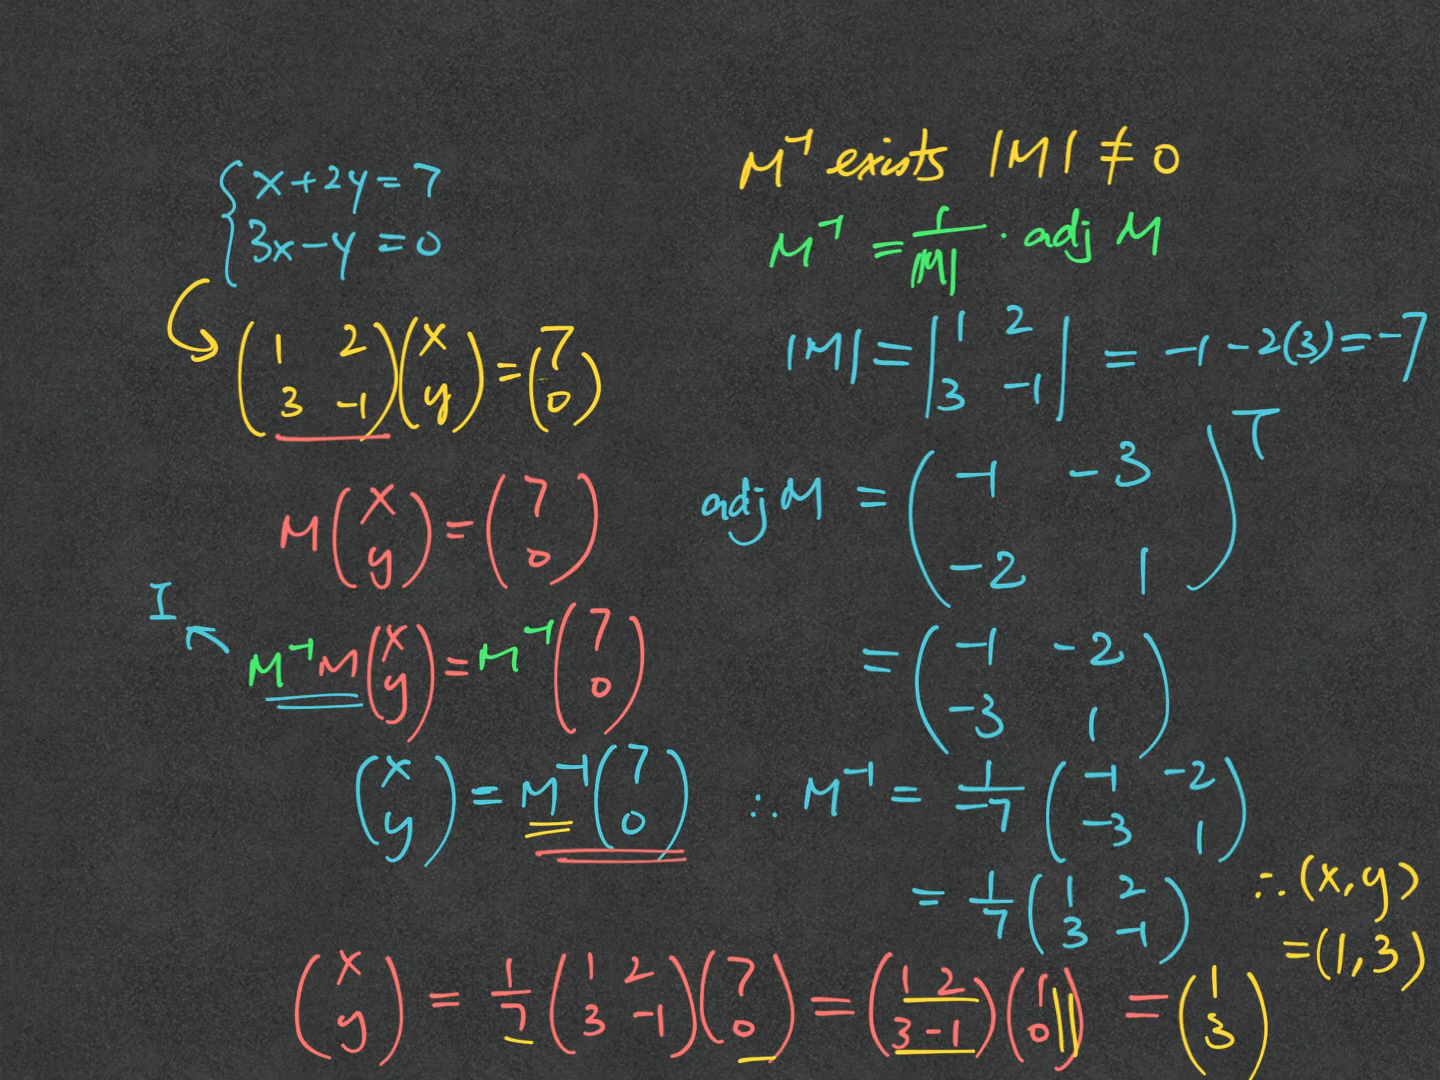 { x+2y=7
3x-y=0
(1 2
3 -1)(x
y)=(7
0)
M(x
y)=(7
0)
I
M⁻¹M(x
y)=M⁻¹(7
0)
(x
y)=M⁻¹(7
0)
M⁻¹ exists |M| ≠ 0
M⁻¹ = 1/|M| · adj M
|M| = |1 2
3 -1| = -1-2(3)=-7
adj M = (-1 -3
-2 1)ᵀ
= (-1 -2
-3 1)
∴ M⁻¹ = 1/-7 (-1 -2
-3 1)
= 1/7 (1 2
3 -1)
(x
y) = 1/7 (1 2
3 -1)(7
0) = (1 2
3 -1)(1
0) = (1
3)
∴ (x,y)
=(1,3)